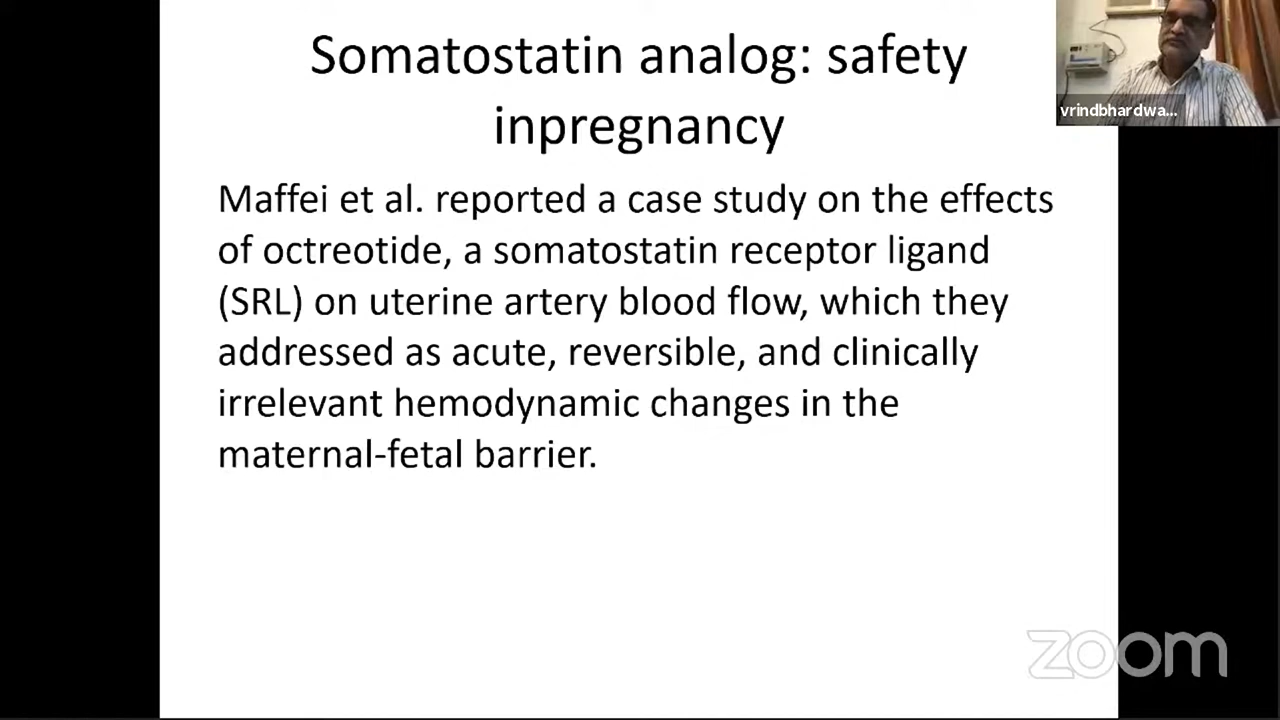 Somatostatin analog: safety
inpregnancy
vrindbhardwa...
Maffei et al. reported a case study on the effects
of octreotide, a somatostatin receptor ligand
(SRL) on uterine artery blood flow, which they
addressed as acute, reversible, and clinically
irrelevant hemodynamic changes in the
maternal-fetal barrier.
zoom